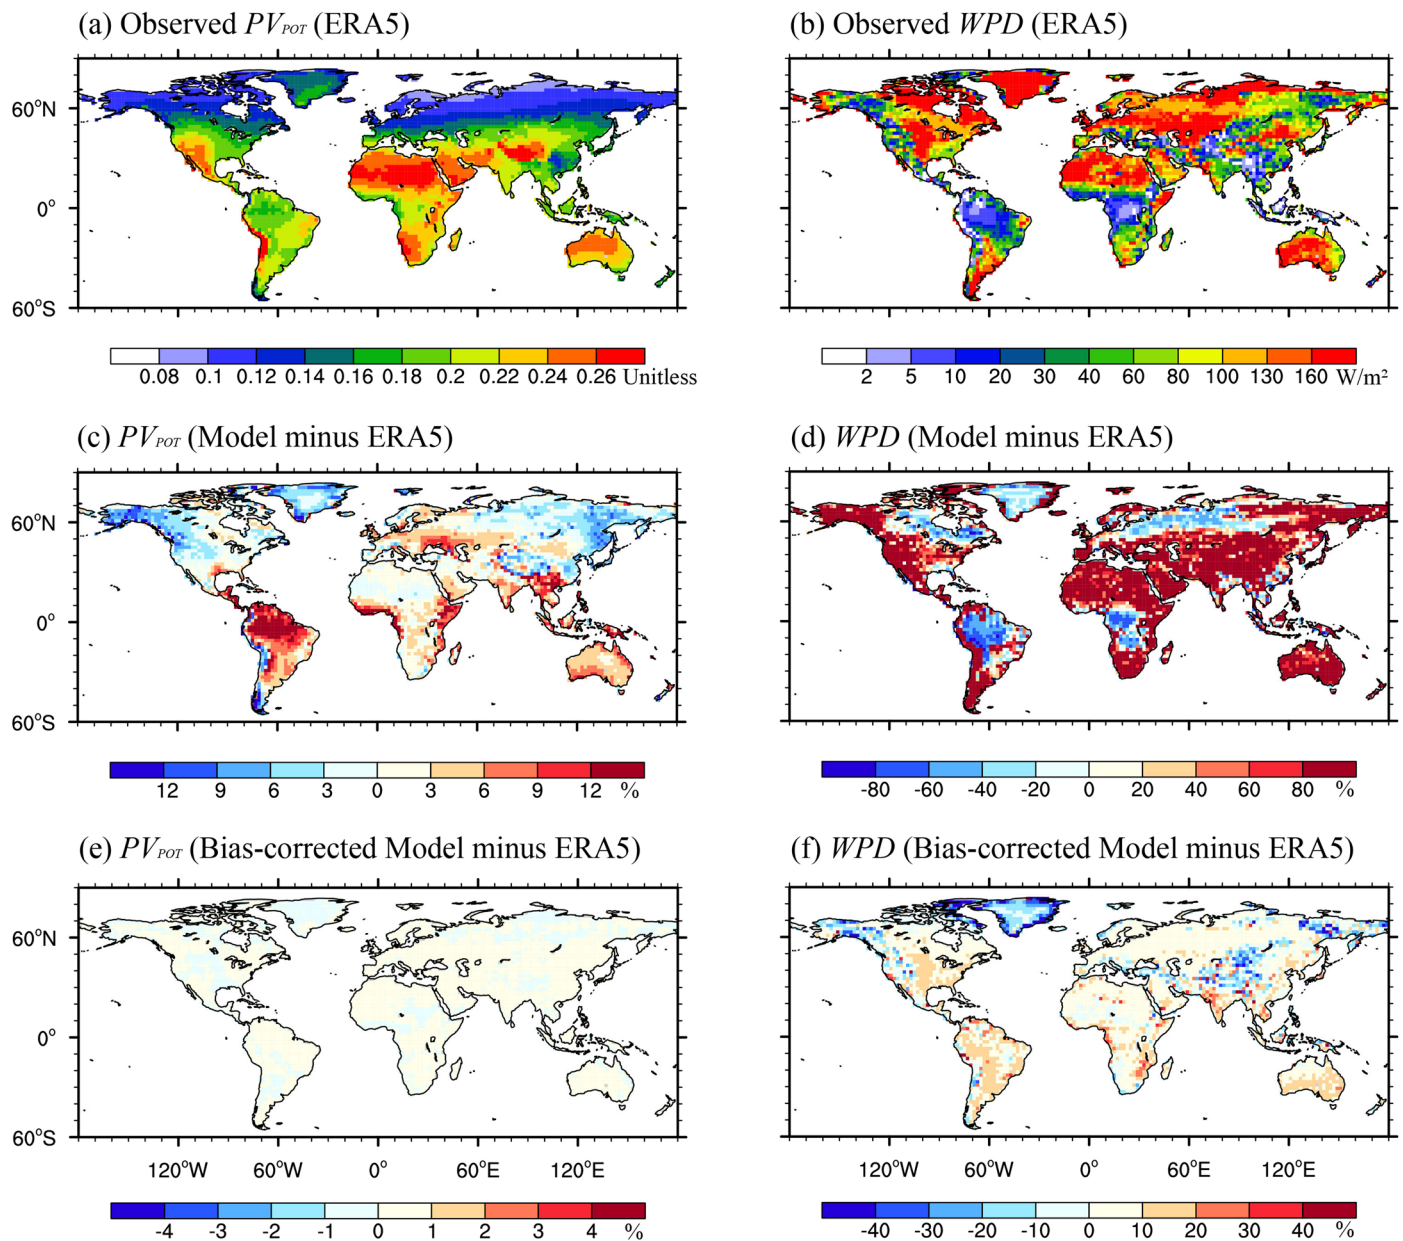 (a) Observed PV_POT (ERA5)
(b) Observed WPD (ERA5)
60°N
0°
60°S
0.08 0.1 0.12 0.14 0.16 0.18 0.2 0.22 0.24 0.26 Unitless
2 5 10 20 30 40 60 80 100 130 160 W/m²
(c) PV_POT (Model minus ERA5)
(d) WPD (Model minus ERA5)
60°N
0°
60°S
12 9 6 3 0 3 6 9 12 %
-80 -60 -40 -20 0 20 40 60 80 %
(e) PV_POT (Bias-corrected Model minus ERA5)
(f) WPD (Bias-corrected Model minus ERA5)
60°N
0°
60°S
120°W 60°W 0° 60°E 120°E
120°W 60°W 0° 60°E 120°E
-4 -3 -2 -1 0 1 2 3 4 %
-40 -30 -20 -10 0 10 20 30 40 %